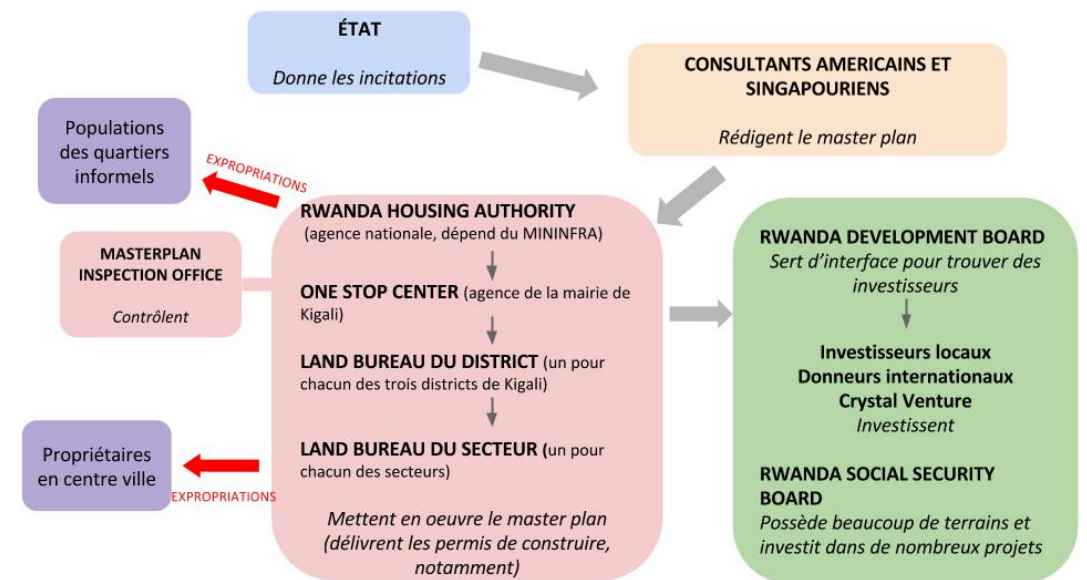 ÉTAT
Donne les incitations
CONSULTANTS AMERICAINS ET
SINGAPOURIENS
Rédigent le master plan
Populations
des quartiers
informels
EXPROPRIATIONS
MASTERPLAN
INSPECTION OFFICE
Contrôlent
RWANDA HOUSING AUTHORITY
(agence nationale, dépend du MININFRA)
ONE STOP CENTER (agence de la mairie de
Kigali)
LAND BUREAU DU DISTRICT (un pour
chacun des trois districts de Kigali)
LAND BUREAU DU SECTEUR (un pour
chacun des secteurs)
Mettent en oeuvre le master plan
(délivrent les permis de construire,
notamment)
Propriétaires
en centre ville
EXPROPRIATIONS
RWANDA DEVELOPMENT BOARD
Sert d’interface pour trouver des
investisseurs
Investisseurs locaux
Donneurs internationaux
Crystal Venture
Investissent
RWANDA SOCIAL SECURITY
BOARD
Possède beaucoup de terrains et
investit dans de nombreux projets